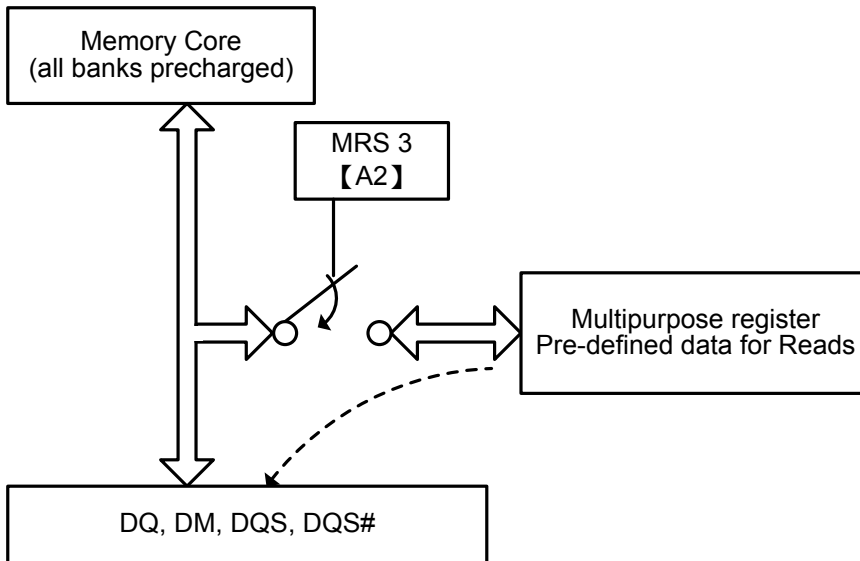 Memory Core
(all banks precharged)
MRS 3
【A2】
Multipurpose register
Pre-defined data for Reads
DQ, DM, DQS, DQS#